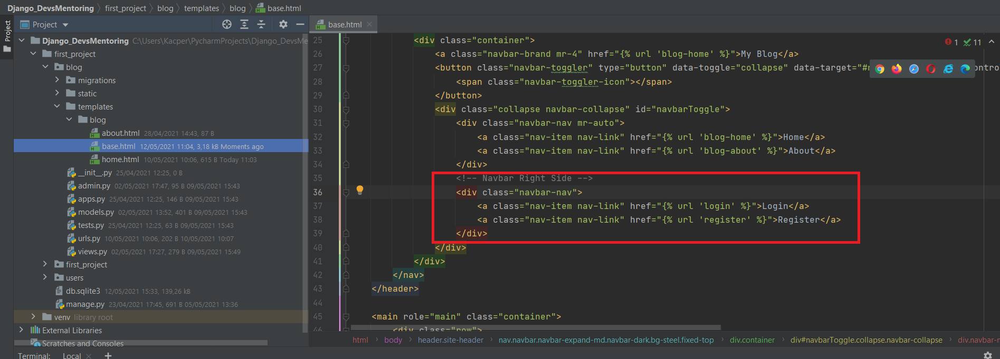 Django_DevsMentoring first_project blog templates blog base.html
Project
Project
base.html
Django_DevsMentoring C:\Users\Kacper\PycharmProjects\Django_DevsMe
first_project
blog
migrations
static
templates
blog
about.html 28/04/2021 14:43, 87 B
base.html 12/05/2021 11:04, 3,18 kB Moments ago
home.html 10/05/2021 10:06, 615 B Today 11:03
__init__.py 25/04/2021 12:25, 0 B
admin.py 02/05/2021 17:47, 95 B 09/05/2021 15:43
apps.py 25/04/2021 12:25, 146 B 09/05/2021 15:43
models.py 02/05/2021 13:52, 401 B 09/05/2021 15:43
tests.py 25/04/2021 12:25, 63 B 09/05/2021 15:43
urls.py 10/05/2021 10:06, 202 B 10/05/2021 10:07
views.py 02/05/2021 17:27, 279 B 09/05/2021 15:49
first_project
users
db.sqlite3 12/05/2021 15:33, 139,26 kB
manage.py 23/04/2021 17:45, 691 B 05/05/2021 13:36
venv library root
External Libraries
Scratches and Consoles
1 11
25 <div class="container">
26 <a class="navbar-brand mr-4" href="{% url 'blog-home' %}">My Blog</a>
27 <button class="navbar-toggler" type="button" data-toggle="collapse" data-target="#n ontro
28 <span class="navbar-toggler-icon"></span>
29 </button>
30 <div class="collapse navbar-collapse" id="navbarToggle">
31 <div class="navbar-nav mr-auto">
32 <a class="nav-item nav-link" href="{% url 'blog-home' %}">Home</a>
33 <a class="nav-item nav-link" href="{% url 'blog-about' %}">About</a>
34 </div>
35 <!-- Navbar Right Side -->
36 <div class="navbar-nav">
37 <a class="nav-item nav-link" href="{% url 'login' %}">Login</a>
38 <a class="nav-item nav-link" href="{% url 'register' %}">Register</a>
39 </div>
40 </div>
41 </div>
42 </nav>
43 </header>
44
45 <main role="main" class="container">
46 <div class="row">
html body header.site-header nav.navbar.navbar-expand-md.navbar-dark.bg-steel.fixed-top div.container div#navbarToggle.collapse.navbar-collapse div.navbar-n
Terminal: Local